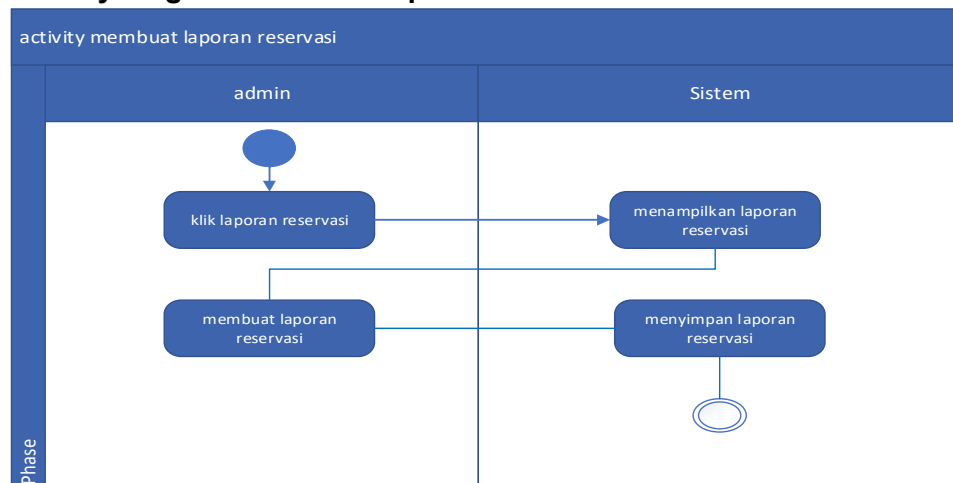 activity membuat laporan reservasi
admin
Sistem
klik laporan reservasi
menampilkan laporan
reservasi
membuat laporan
reservasi
menyimpan laporan
reservasi
Phase